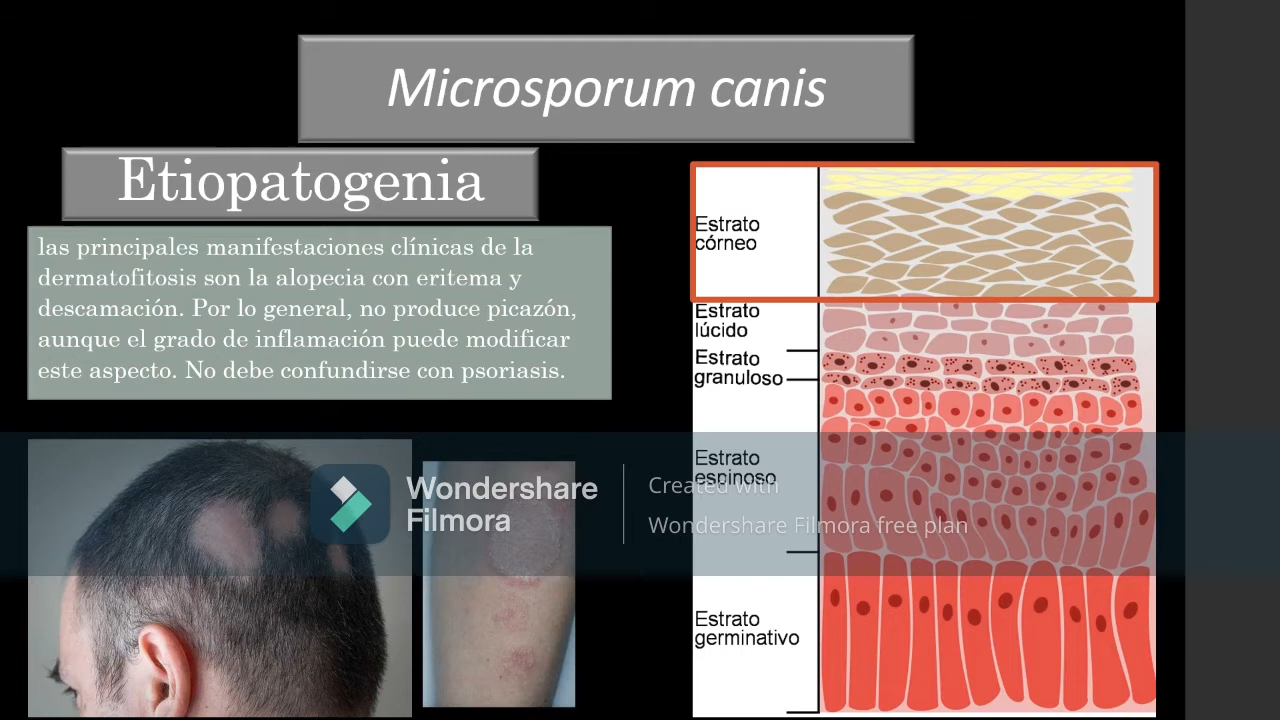 Microsporum canis
Etiopatogenia
las principales manifestaciones clínicas de la
dermatofitosis son la alopecia con eritema y
descamación. Por lo general, no produce picazón,
aunque el grado de inflamación puede modificar
este aspecto. No debe confundirse con psoriasis.
Estrato
córneo
Estrato
lúcido
Estrato
granuloso
Estrato
espinoso
Estrato
germinativo
Wondershare
Filmora
Created with
Wondershare Filmora free plan